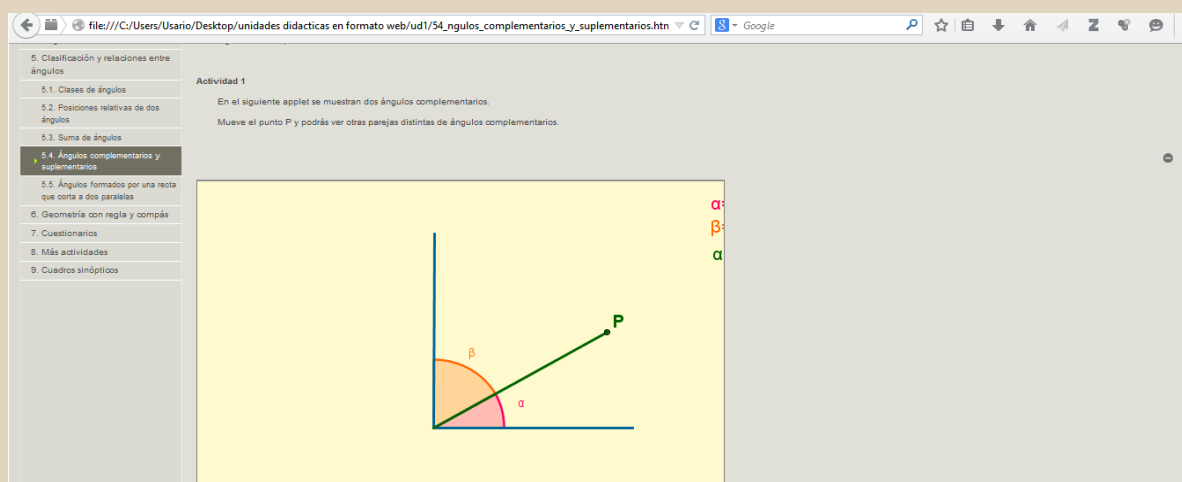 file:///C:/Users/Usario/Desktop/unidades didacticas en formato web/ud1/54_ngulos_complementarios_y_suplementarios.htn
Google
5. Clasificación y relaciones entre
ángulos
5.1. Clases de ángulos
5.2. Posiciones relativas de dos
ángulos
5.3. Suma de ángulos
5.4. Ángulos complementarios y
suplementarios
5.5. Ángulos formados por una recta
que corta a dos paralelas
6. Geometría con regla y compás
7. Cuestionarios
8. Más actividades
9. Cuadros sinópticos
Actividad 1
En el siguiente applet se muestran dos ángulos complementarios.
Mueve el punto P y podrás ver otras parejas distintas de ángulos complementarios.
α=
β=
α
P
β
α